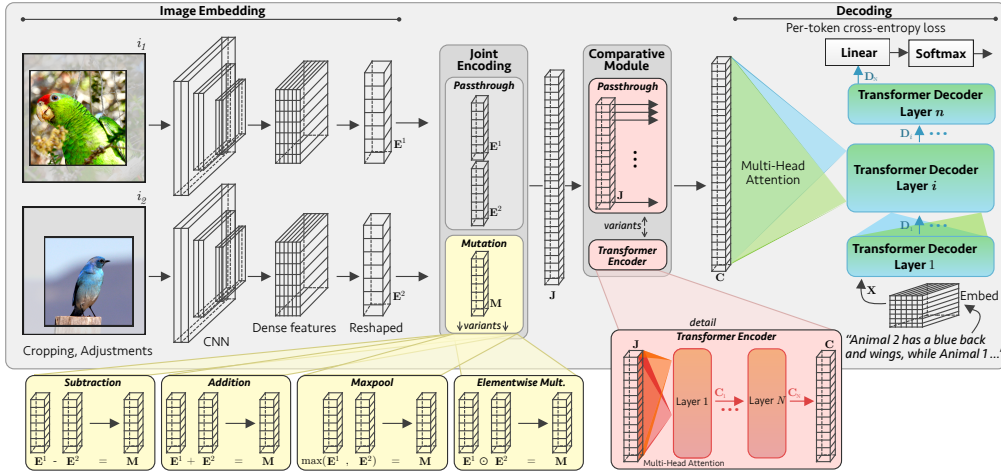 Image Embedding
Decoding
Per-token cross-entropy loss
i₁
Joint
Encoding
Comparative
Module
Linear
Softmax
Passthrough
Passthrough
Dₙ
Transformer Decoder
Layer n
E¹
E¹
Dᵢ
...
Multi-Head
Attention
Transformer Decoder
Layer i
i₂
E²
J
variants
D₁
...
Mutation
Transformer
Encoder
Transformer Decoder
Layer 1
E²
M
J
C
X
Embed
CNN
Dense features
Reshaped
variants
Cropping, Adjustments
"Animal 2 has a blue back
and wings, while Animal 1 ..."
detail
Transformer Encoder
J
C
Layer 1
Cᵢ
...
Layer N
Cₙ
Multi-Head Attention
Subtraction
Addition
Maxpool
Elementwise Mult.
E¹ - E² = M
E¹ + E² = M
max(E¹ , E²) = M
E¹ ⊙ E² = M